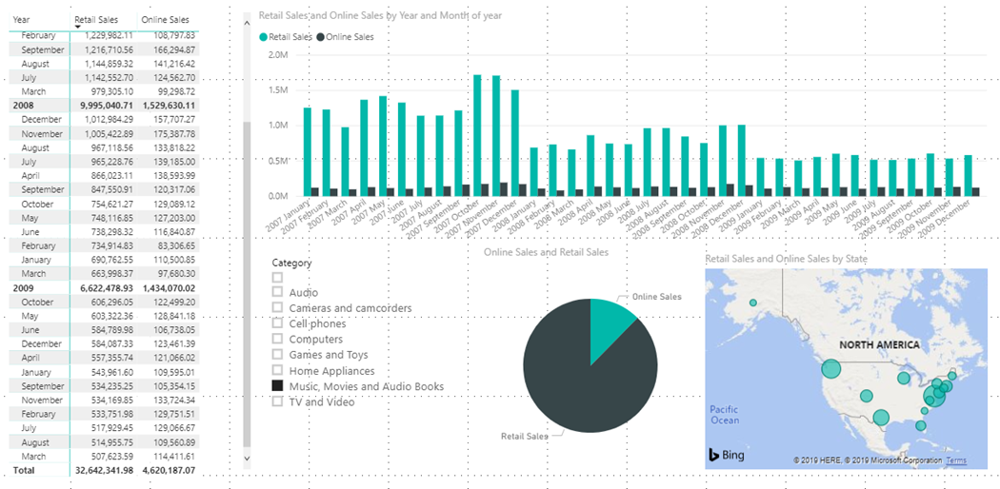 Year Retail Sales Online Sales
February 1,229,982.11 108,797.83
September 1,216,710.56 166,294.87
August 1,144,859.32 141,216.42
July 1,142,552.70 124,562.70
March 979,305.10 99,298.72
2008 9,995,040.71 1,529,630.11
December 1,012,984.29 157,707.27
November 1,005,422.89 175,387.78
August 967,118.56 133,818.22
July 965,228.76 139,185.00
April 866,023.11 138,593.99
September 847,550.91 120,317.06
October 754,621.27 129,089.12
May 748,116.85 127,203.00
June 738,298.32 116,840.87
February 734,914.83 83,306.65
January 690,762.55 110,500.85
March 663,998.37 97,680.30
2009 6,622,478.93 1,434,070.02
October 606,296.05 122,499.20
May 603,322.36 128,841.18
June 584,789.98 106,738.05
December 584,087.33 123,461.39
April 557,355.74 121,066.02
January 543,961.60 109,595.01
September 534,235.25 105,354.15
November 534,169.85 133,724.34
February 533,751.98 129,751.51
July 517,929.45 129,066.67
August 514,955.75 109,560.89
March 507,623.59 114,411.61
Total 32,642,341.98 4,620,187.07
Retail Sales and Online Sales by Year and Month of year
Retail Sales Online Sales
2.0M
1.5M
1.0M
0.5M
0.0M
2007 January
2007 February
2007 March
2007 April
2007 May
2007 June
2007 July
2007 August
2007 September
2007 October
2007 November
2007 December
2008 January
2008 February
2008 March
2008 April
2008 May
2008 June
2008 July
2008 August
2008 September
2008 October
2008 November
2008 December
2009 January
2009 February
2009 March
2009 April
2009 May
2009 June
2009 July
2009 August
2009 September
2009 October
2009 November
2009 December
Category
Audio
Cameras and camcorders
Cell phones
Computers
Games and Toys
Home Appliances
Music, Movies and Audio Books
TV and Video
Online Sales and Retail Sales
Online Sales
Retail Sales
Retail Sales and Online Sales by State
NORTH AMERICA
Pacific
Ocean
Bing
© 2019 HERE, © 2019 Microsoft Corporation Terms